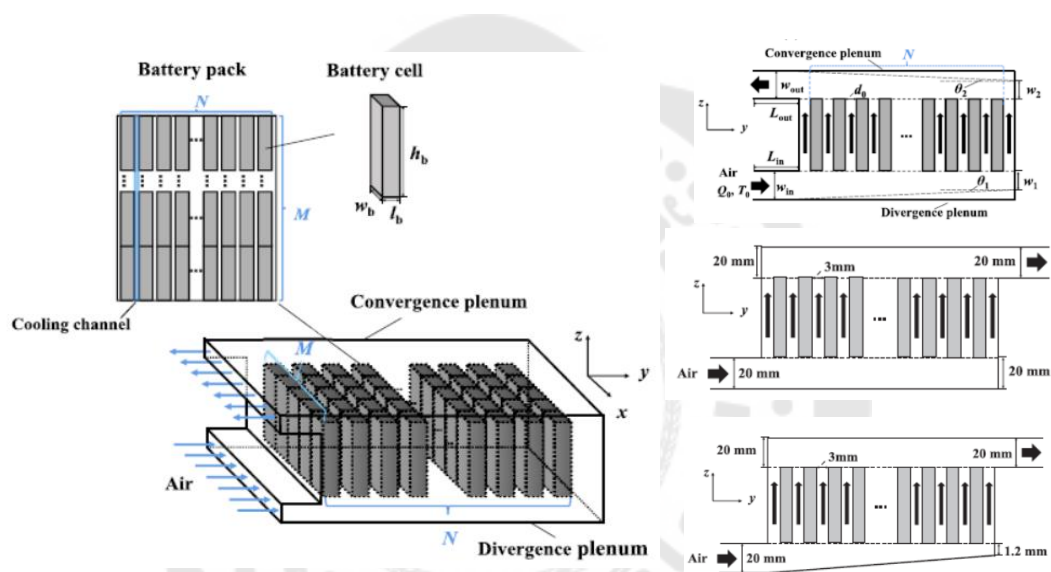 Battery pack
Battery cell
N
M
h_b
w_b
l_b
Cooling channel
Convergence plenum
M
z
y
x
Air
N
Divergence plenum
Convergence plenum
N
w_out
θ_2
w_2
d_0
z
y
L_out
L_in
Air
Q_0, T_0
w_in
θ_1
w_1
Divergence plenum
20 mm
3mm
20 mm
z
y
Air
20 mm
20 mm
20 mm
3mm
20 mm
z
y
Air
20 mm
1.2 mm